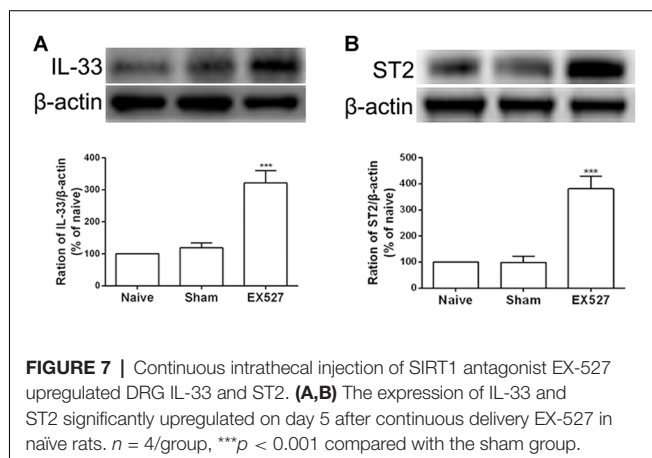 A
B
IL-33
β-actin
ST2
β-actin
Ration of IL-33/β-actin
(% of naive)
400
300
200
100
0
***
Naive
Sham
EX527
Ration of ST2/β-actin
(% of naive)
500
400
300
200
100
0
***
Naive
Sham
EX527
FIGURE 7 | Continuous intrathecal injection of SIRT1 antagonist EX-527
upregulated DRG IL-33 and ST2. (A,B) The expression of IL-33 and
ST2 significantly upregulated on day 5 after continuous delivery EX-527 in
naïve rats. n = 4/group, ***p < 0.001 compared with the sham group.